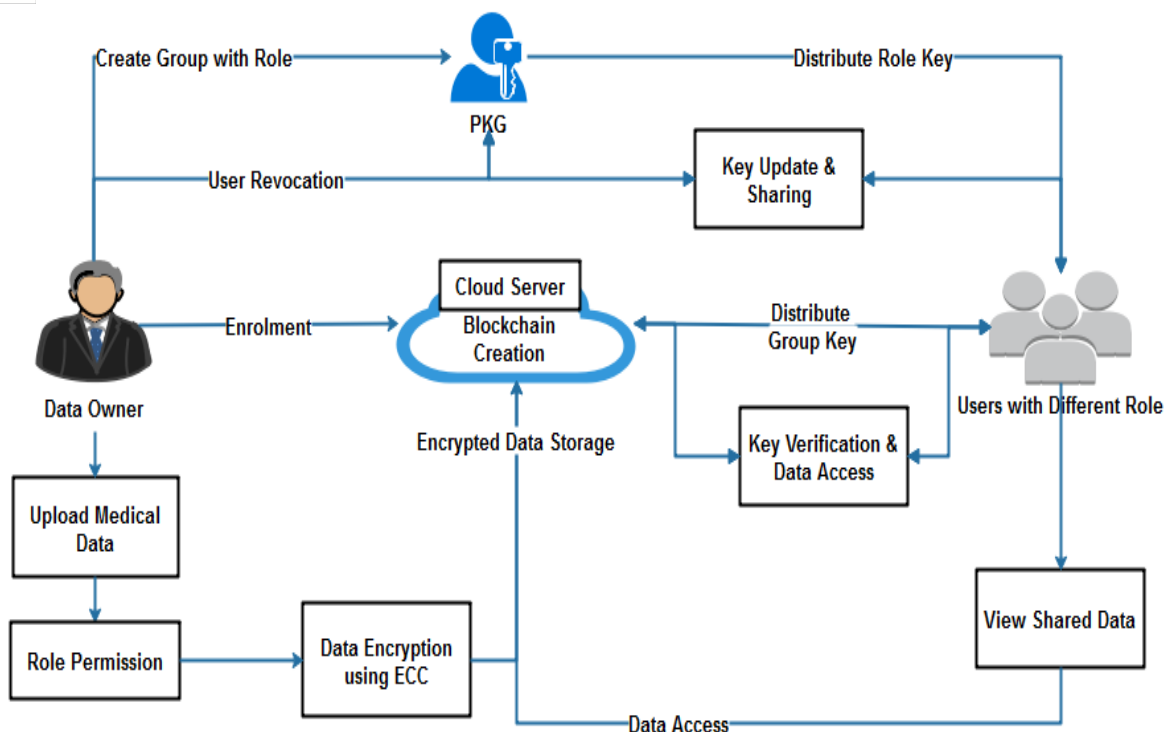 Create Group with Role
Distribute Role Key
PKG
User Revocation
Key Update &
Sharing
Cloud Server
Blockchain
Creation
Enrolment
Distribute
Group Key
Data Owner
Users with Different Role
Encrypted Data Storage
Key Verification &
Data Access
Upload Medical
Data
Role Permission
Data Encryption
using ECC
View Shared Data
Data Access